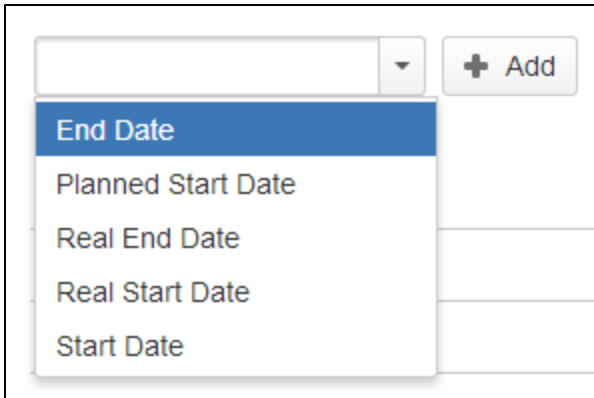 Add
End Date
Planned Start Date
Real End Date
Real Start Date
Start Date